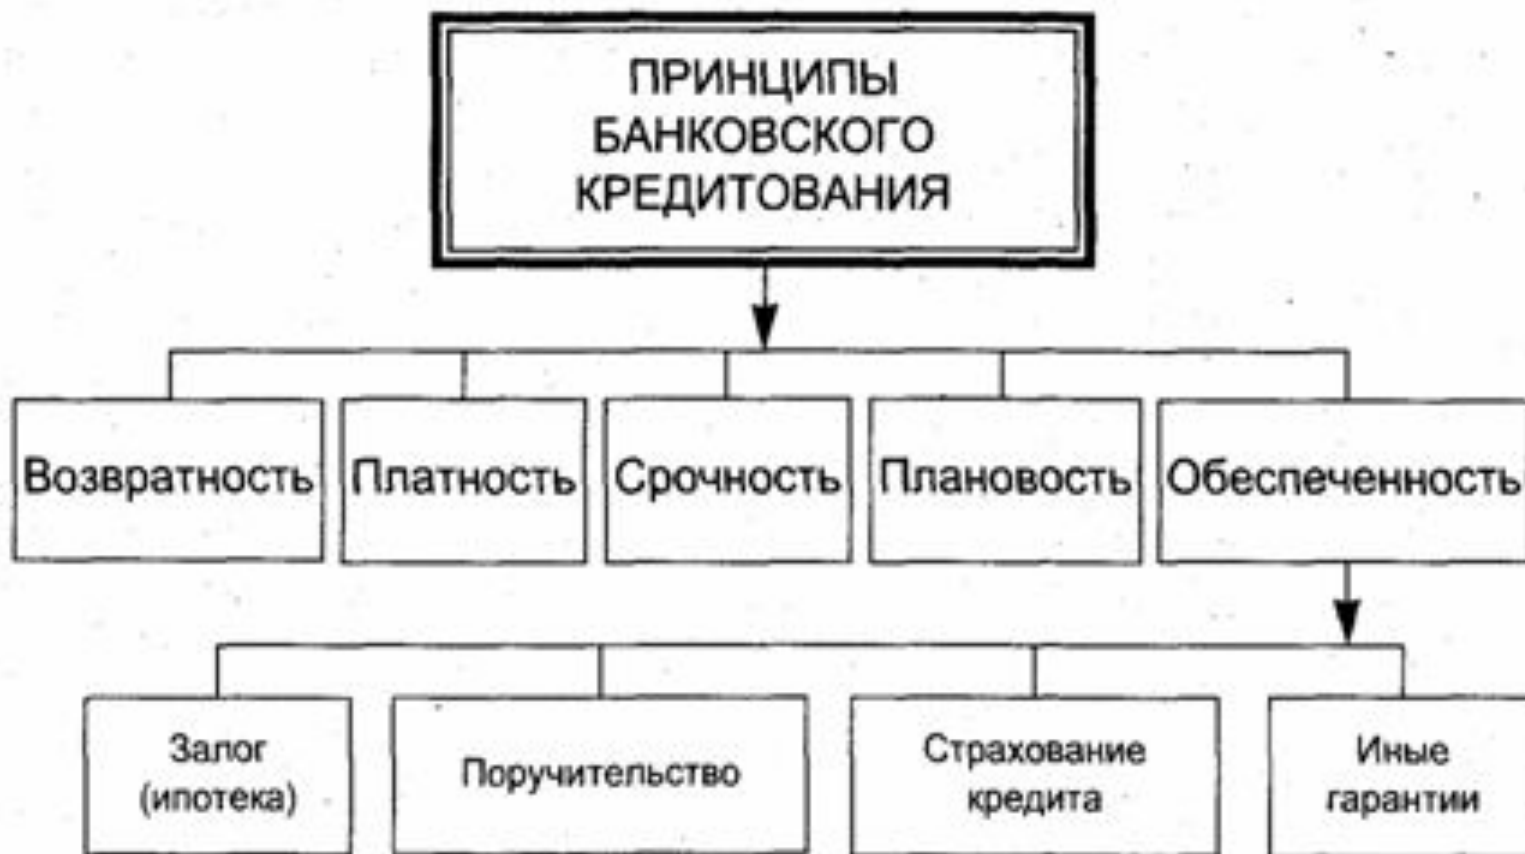 ПРИНЦИПЫ
БАНКОВСКОГО
КРЕДИТОВАНИЯ
Возвратность
Платность
Срочность
Плановость
Обеспеченность
Залог
(ипотека)
Поручительство
Страхование
кредита
Иные
гарантии